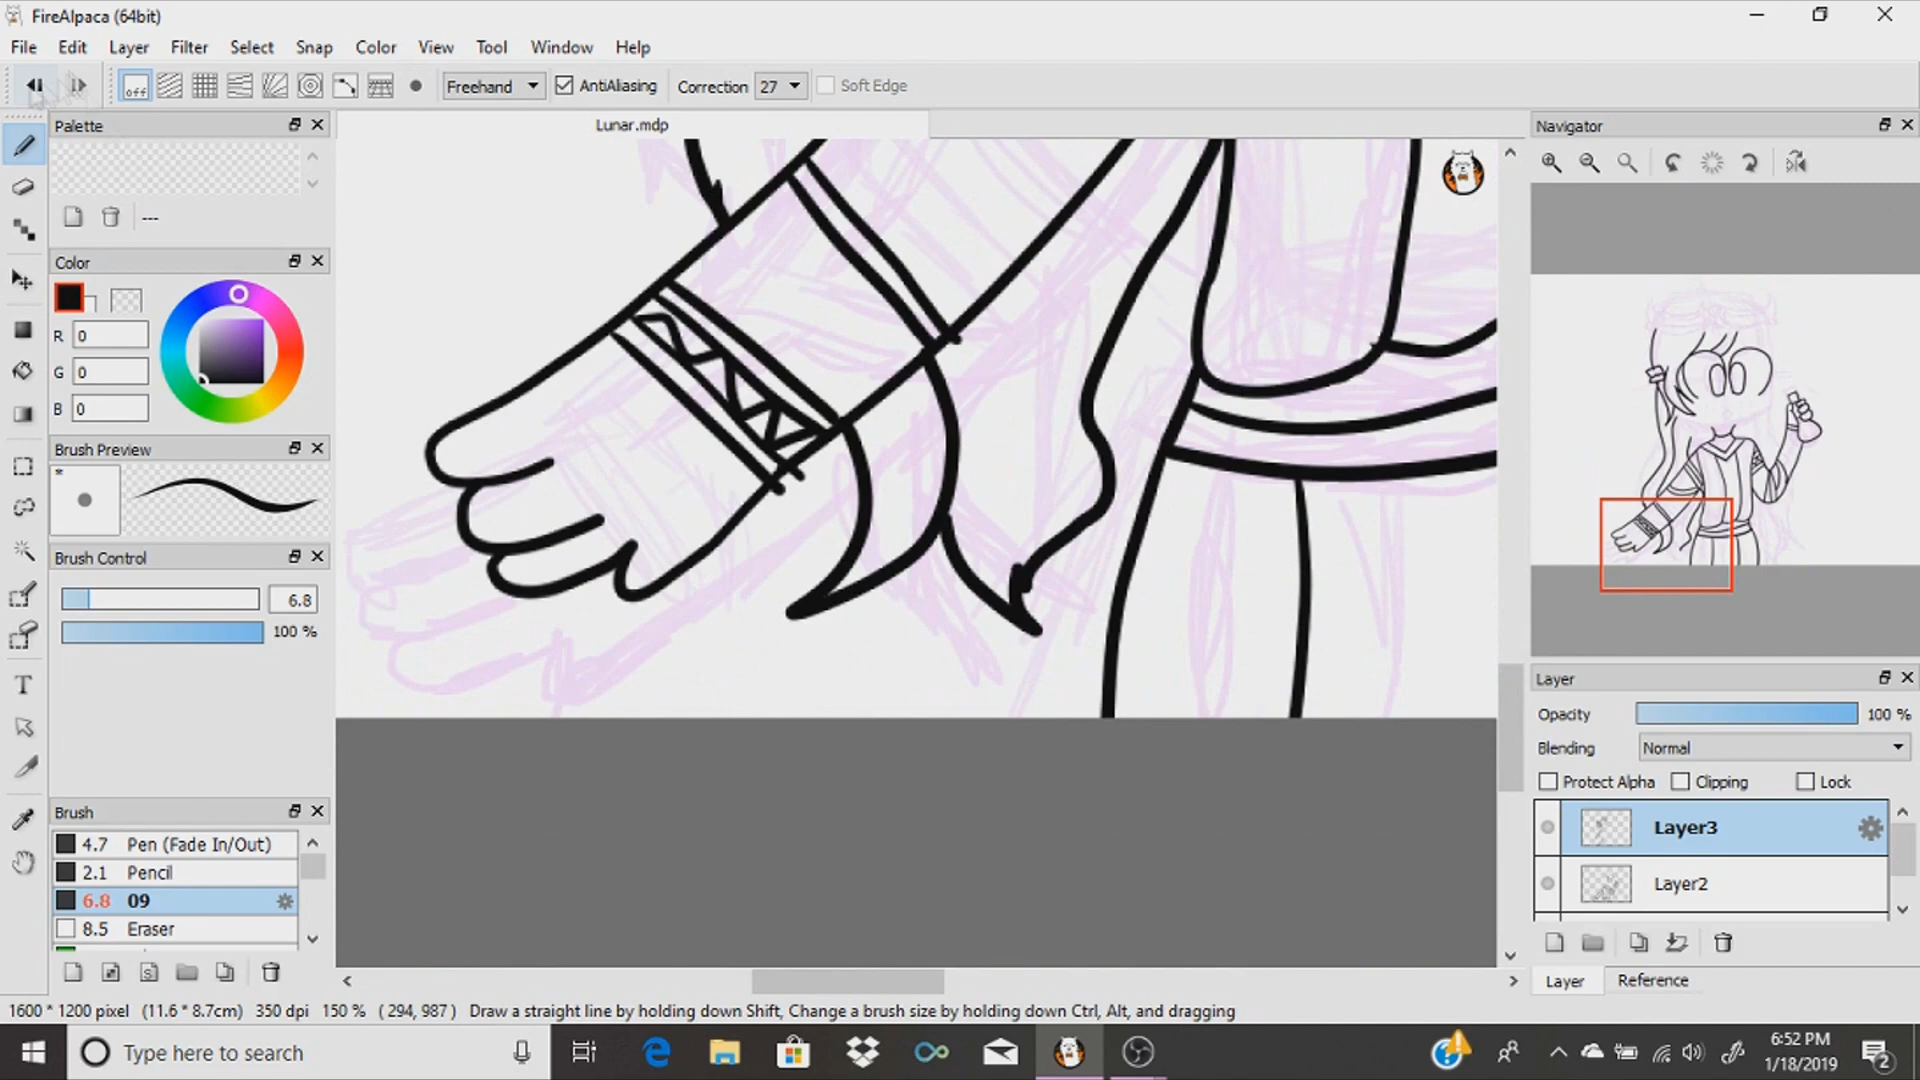 FireAlpaca (64bit)
File Edit Layer Filter Select Snap Color View Tool Window Help
off Freehand AntiAliasing Correction 27 Soft Edge
Palette
---
Color
R 0
G 0
B 0
Brush Preview
*
Brush Control
6.8
100 %
Brush
4.7 Pen (Fade In/Out)
2.1 Pencil
6.8 09
8.5 Eraser
Lunar.mdp
Navigator
Layer
Opacity 100 %
Blending Normal
Protect Alpha Clipping Lock
Layer3
Layer2
Layer Reference
1600 * 1200 pixel (11.6 * 8.7cm) 350 dpi 150 % ( 294, 987 ) Draw a straight line by holding down Shift, Change a brush size by holding down Ctrl, Alt, and dragging
Type here to search
6:52 PM
1/18/2019
2